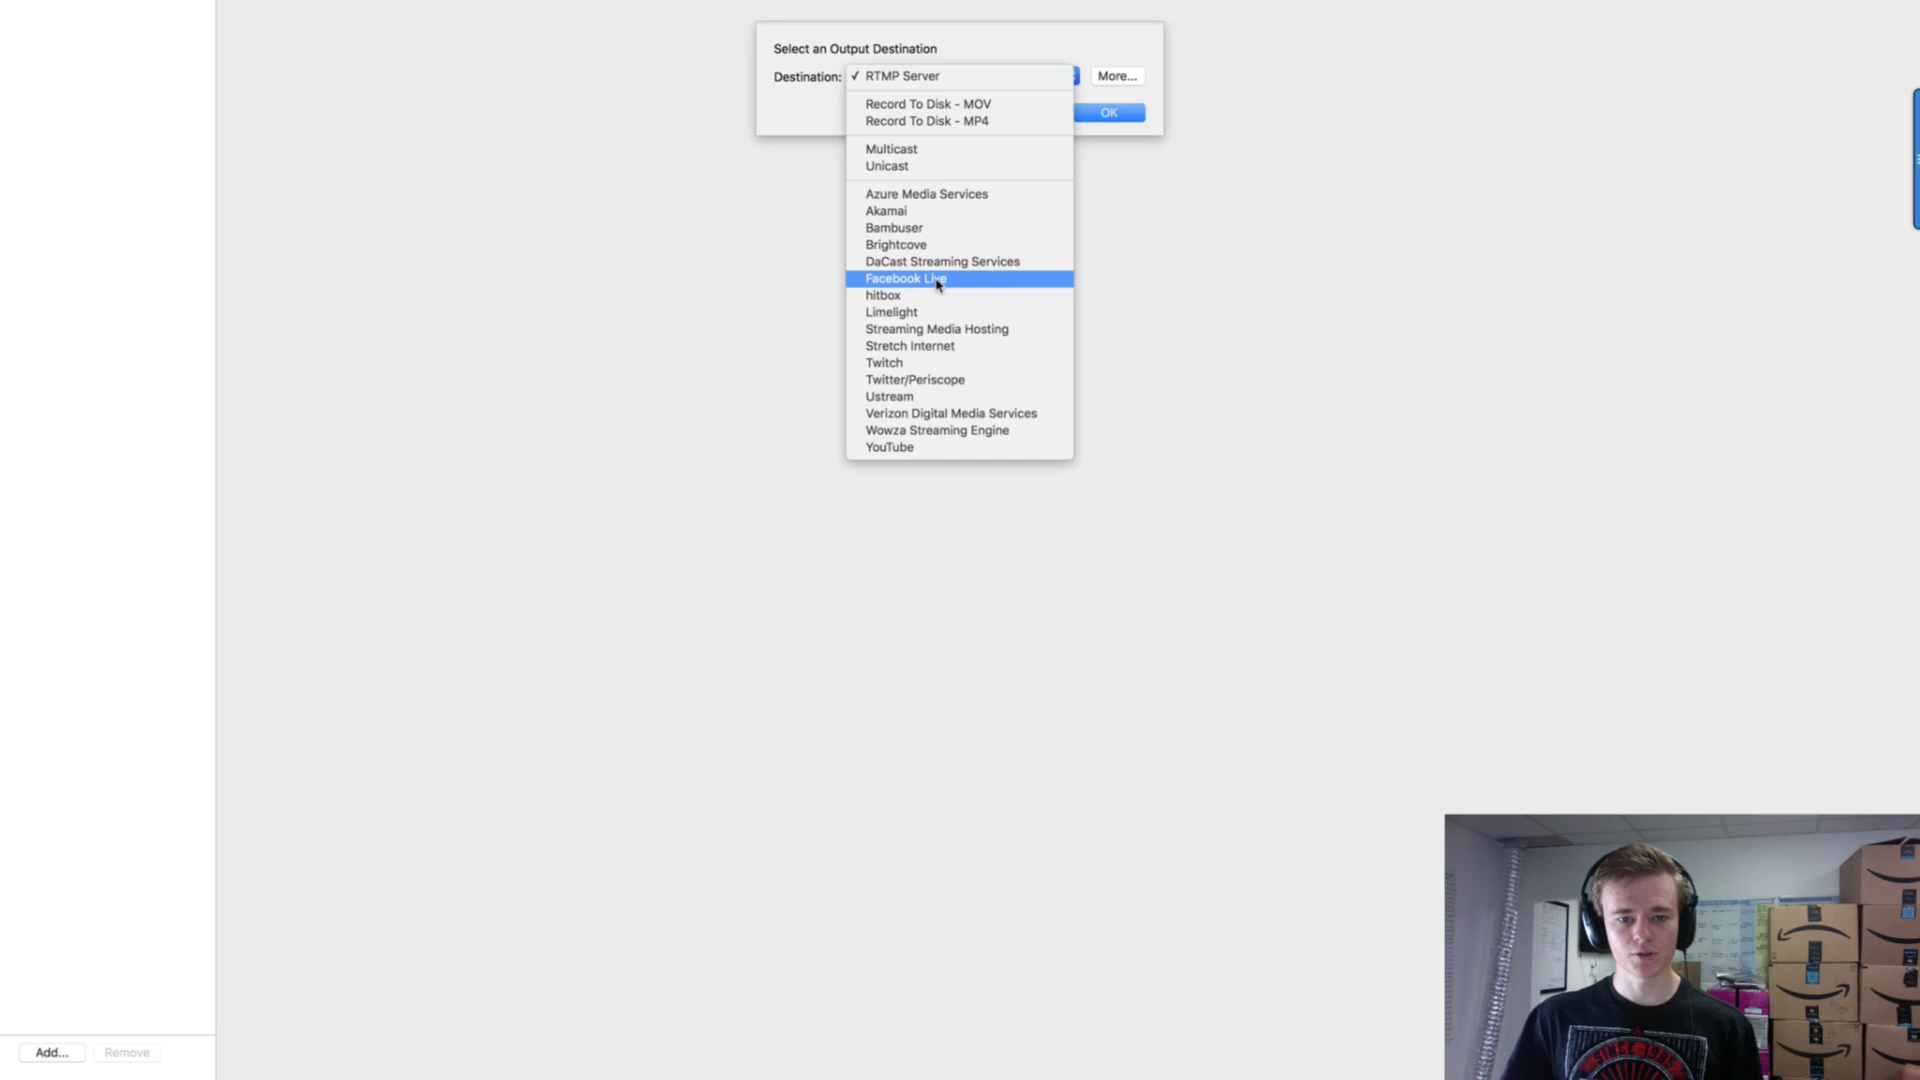 Select an Output Destination
Destination: ✓ RTMP Server More...
Record To Disk - MOV
Record To Disk - MP4
OK
Multicast
Unicast
Azure Media Services
Akamai
Bambuser
Brightcove
DaCast Streaming Services
Facebook Live
hitbox
Limelight
Streaming Media Hosting
Stretch Internet
Twitch
Twitter/Periscope
Ustream
Verizon Digital Media Services
Wowza Streaming Engine
YouTube
Add... Remove
SINCE 1985